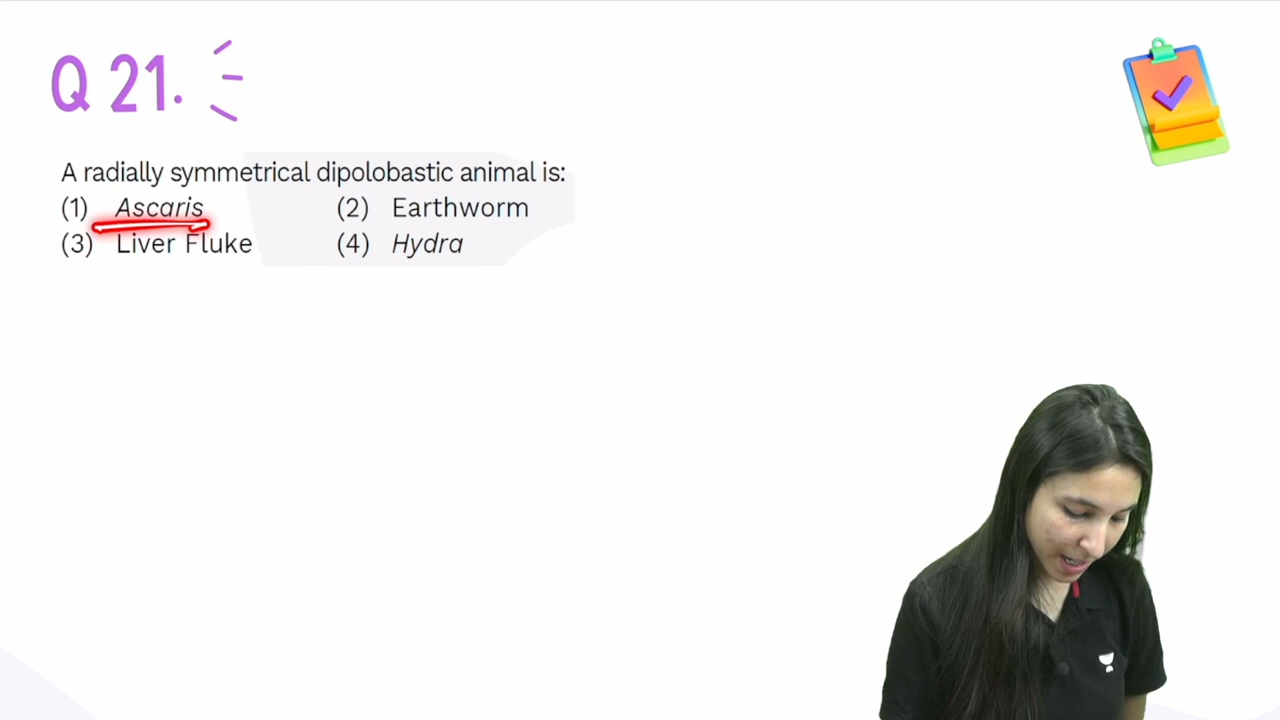 Q 21.
A radially symmetrical dipolobastic animal is:
(1) Ascaris (2) Earthworm
(3) Liver Fluke (4) Hydra